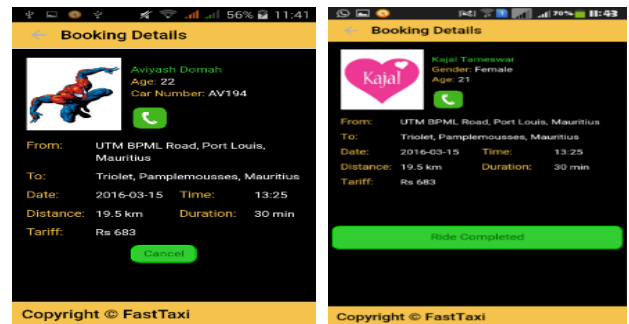 56% 11:41
Booking Details
Aviyash Domah
Age: 22
Car Number: AV194
From: UTM BPML Road, Port Louis,
Mauritius
To: Triolet, Pamplemousses, Mauritius
Date: 2016-03-15 Time: 13:25
Distance: 19.5 km Duration: 30 min
Tariff: Rs 683
Cancel
Copyright © FastTaxi
70% 11:43
Booking Details
Kajal
Kajal Tameswar
Gender: Female
Age: 21
From: UTM BPML Road, Port Louis, Mauritius
To: Triolet, Pamplemousses, Mauritius
Date: 2016-03-15 Time: 13:25
Distance: 19.5 km Duration: 30 min
Tariff: Rs 683
Ride Completed
Copyright © FastTaxi